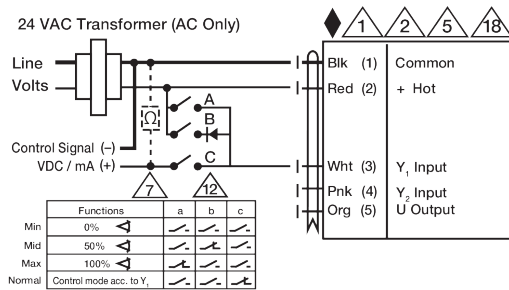 24 VAC Transformer (AC Only)
1 2 5 18
Line
Volts
Blk (1) Common
Red (2) + Hot
A
B
Ω
Control Signal (–)
VDC / mA (+)
C
Wht (3) Y₁ Input
Pnk (4) Y₂ Input
Org (5) U Output
7 12
Functions a b c
Min 0%
Mid 50%
Max 100%
Normal Control mode acc. to Y₁